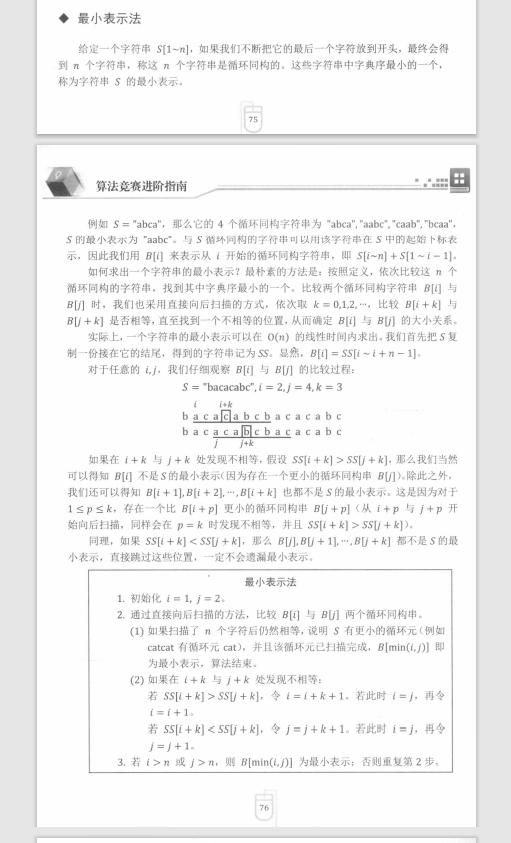 ◆ 最小表示法
给定一个字符串 S[1~n]，如果我们不断把它的最后一个字符放到开头，最终会得
到 n 个字符串，称这 n 个字符串是循环同构的。这些字符串中字典序最小的一个，
称为字符串 S 的最小表示。
75
算法竞赛进阶指南
例如 S = "abca"，那么它的 4 个循环同构字符串为 "abca", "aabc", "caab", "bcaa"，
S 的最小表示为 "aabc"。与 S 循环同构的字符串可以用该字符串在 S 中的起始下标表
示，因此我们用 B[i] 来表示从 i 开始的循环同构字符串，即 S[i~n] + S[1 ~ i − 1]。
如何求出一个字符串的最小表示？最朴素的方法是：按照定义，依次比较这 n 个
循环同构的字符串，找到其中字典序最小的一个。比较两个循环同构字符串 B[i] 与
B[j] 时，我们也采用直接向后扫描的方式，依次取 k = 0,1,2,⋯，比较 B[i + k] 与
B[j + k] 是否相等，直至找到一个不相等的位置，从而确定 B[i] 与 B[j] 的大小关系。
实际上，一个字符串的最小表示可以在 O(n) 的线性时间内求出。我们首先把 S 复
制一份接在它的结尾，得到的字符串记为 SS。显然，B[i] = SS[i ~ i + n − 1]。
对于任意的 i, j，我们仔细观察 B[i] 与 B[j] 的比较过程：
S = "bacacabc", i = 2, j = 4, k = 3
i i+k
b a c a c a b c b a c a c a b c
b a c a c a b c b a c a c a b c
j j+k
如果在 i + k 与 j + k 处发现不相等，假设 SS[i + k] > SS[j + k]，那么我们当然
可以得知 B[i] 不是 S 的最小表示（因为存在一个更小的循环同构串 B[j]）。除此之外，
我们还可以得知 B[i + 1], B[i + 2], ⋯, B[i + k] 也都不是 S 的最小表示。这是因为对于
1 ≤ p ≤ k，存在一个比 B[i + p] 更小的循环同构串 B[j + p]（从 i + p 与 j + p 开
始向后扫描，同样会在 p = k 时发现不相等，并且 SS[i + k] > SS[j + k]）。
同理，如果 SS[i + k] < SS[j + k]，那么 B[j], B[j + 1], ⋯, B[j + k] 都不是 S 的最
小表示，直接跳过这些位置，一定不会遗漏最小表示。
最小表示法
1. 初始化 i = 1, j = 2。
2. 通过直接向后扫描的方法，比较 B[i] 与 B[j] 两个循环同构串。
(1) 如果扫描了 n 个字符后仍然相等，说明 S 有更小的循环元（例如
catcat 有循环元 cat），并且该循环元已扫描完成，B[min(i, j)] 即
为最小表示，算法结束。
(2) 如果在 i + k 与 j + k 处发现不相等：
若 SS[i + k] > SS[j + k]，令 i = i + k + 1。若此时 i = j，再令
i = i + 1。
若 SS[i + k] < SS[j + k]，令 j = j + k + 1。若此时 i = j，再令
j = j + 1。
3. 若 i > n 或 j > n，则 B[min(i, j)] 为最小表示；否则重复第 2 步。
76